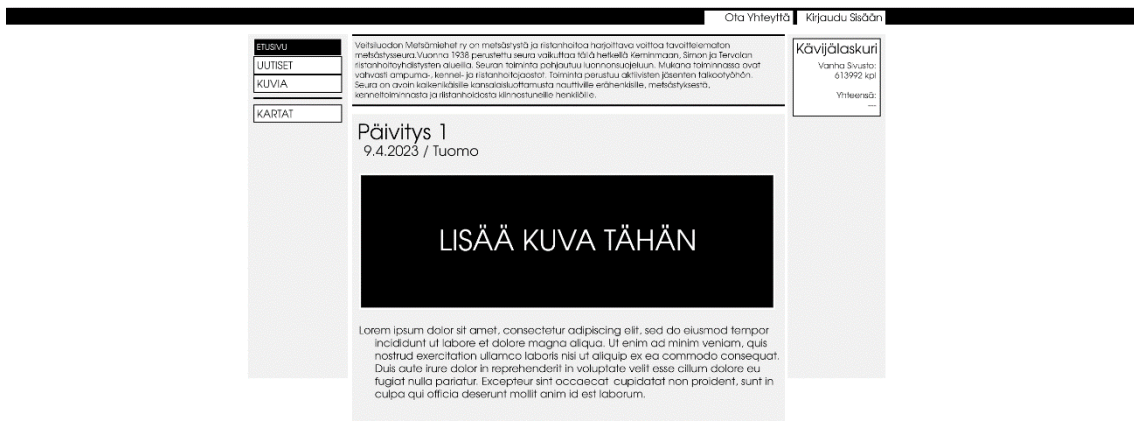 Ota Yhteyttä
Kirjaudu Sisään
ETUSIVU
UUTISET
KUVIA
KARTAT
Veitsiluodon Metsämiehet ry on metsästystä ja riistanhoitoa harjoittava voittoa tavoittelematon
metsästysseura.Vuonna 1938 perustettu seura vaikuttaa tällä hetkellä Keminmaan, Simon ja Tervolan
riistanhoitoyhdistysten alueilla. Seuran toiminta pohjautuu luonnonsuojeluun. Mukana toiminnassa ovat
vahvasti ampuma-, kennel- ja riistanhoitojaostot. Toiminta perustuu aktiivisten jäsenten talkootyöhön.
Seura on avoin kaikenikäisille kansalaisluottamusta nauttiville erähenkisille, metsästyksestä,
kenneltoiminnasta ja riistanhoidosta kiinnostuneille henkilöille.
Päivitys 1
9.4.2023 / Tuomo
LISÄÄ KUVA TÄHÄN
Lorem ipsum dolor sit amet, consectetur adipiscing elit, sed do eiusmod tempor
incididunt ut labore et dolore magna aliqua. Ut enim ad minim veniam, quis
nostrud exercitation ullamco laboris nisi ut aliquip ex ea commodo consequat.
Duis aute irure dolor in reprehenderit in voluptate velit esse cillum dolore eu
fugiat nulla pariatur. Excepteur sint occaecat cupidatat non proident, sunt in
culpa qui officia deserunt mollit anim id est laborum.
Kävijälaskuri
Vanha Sivusto:
613992 kpl
Yhteensä:
---